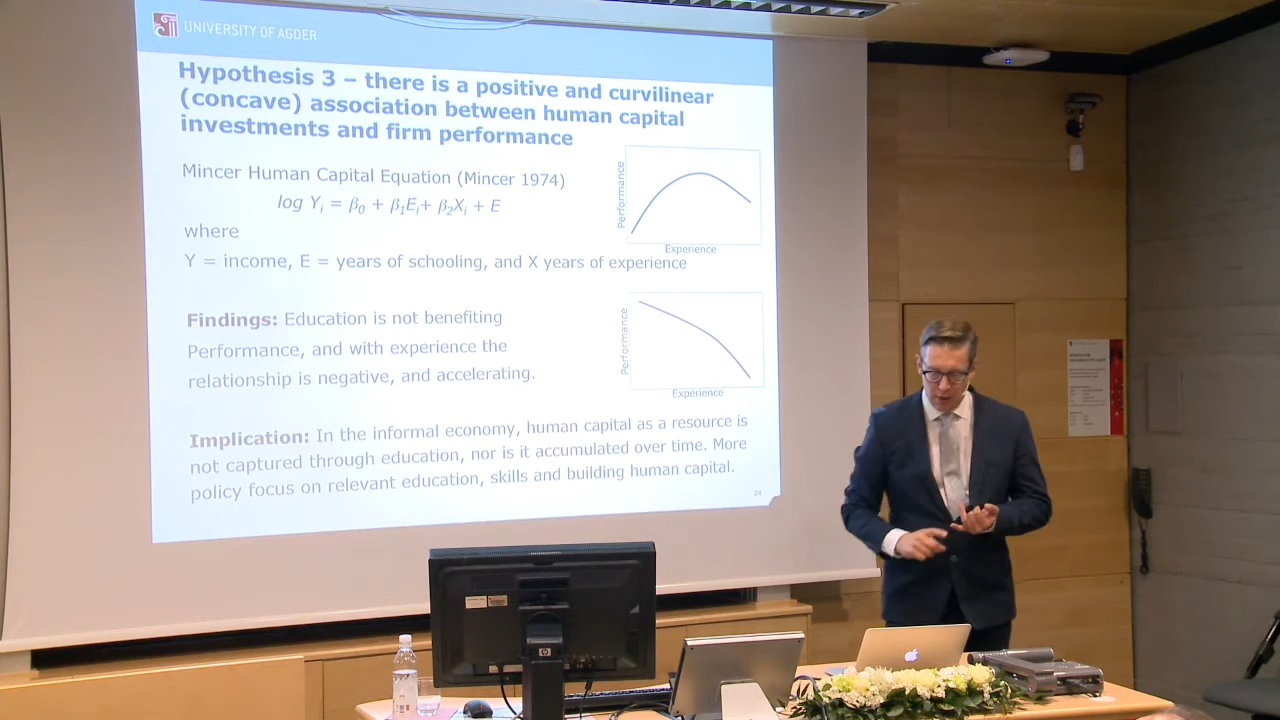 UNIVERSITY OF AGDER
Hypothesis 3 – there is a positive and curvilinear
(concave) association between human capital
investments and firm performance
Mincer Human Capital Equation (Mincer 1974)
log Yᵢ = β₀ + β₁Eᵢ+ β₂Xᵢ + E
where
Y = income, E = years of schooling, and X years of experience
Performance
Experience
Findings: Education is not benefiting
Performance, and with experience the
relationship is negative, and accelerating.
Performance
Experience
Implication: In the informal economy, human capital as a resource is
not captured through education, nor is it accumulated over time. More
policy focus on relevant education, skills and building human capital.
24
hp